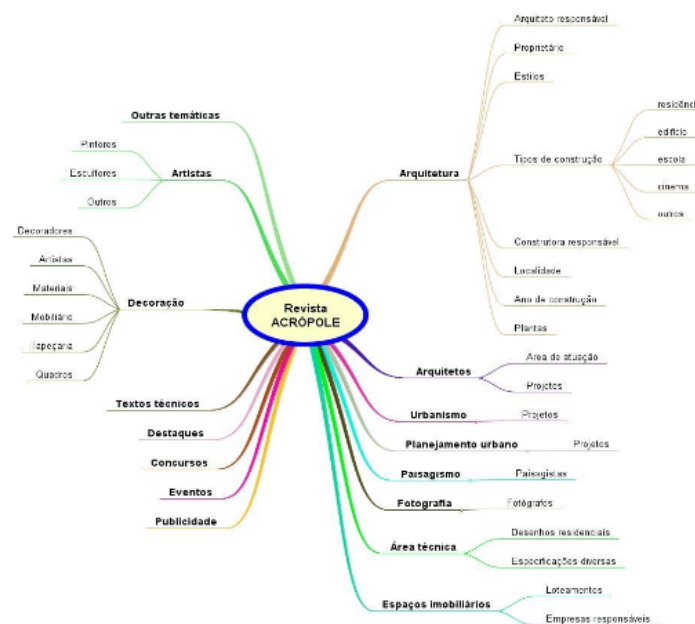 Revista
ACRÓPOLE
Outras temáticas
Artistas
Pintores
Escultores
Outros
Decoração
Decoradores
Artistas
Materiais
Mobiliário
Tapeçaria
Quadros
Textos técnicos
Destaques
Concursos
Eventos
Publicidade
Arquitetura
Arquiteto responsável
Proprietário
Estilos
Tipos de construção
residênci
edifício
escola
cinema
outros
Construtora responsável
Localidade
Ano de construção
Plantas
Arquitetos
Area de atuação
Projetos
Urbanismo
Projetos
Planejamento urbano
Projetos
Paisagismo
Paisagistas
Fotografia
Fotógrafos
Área técnica
Desenhos residenciais
Especificações diversas
Espaços imobiliários
Loteamentos
Empresas responsáveis